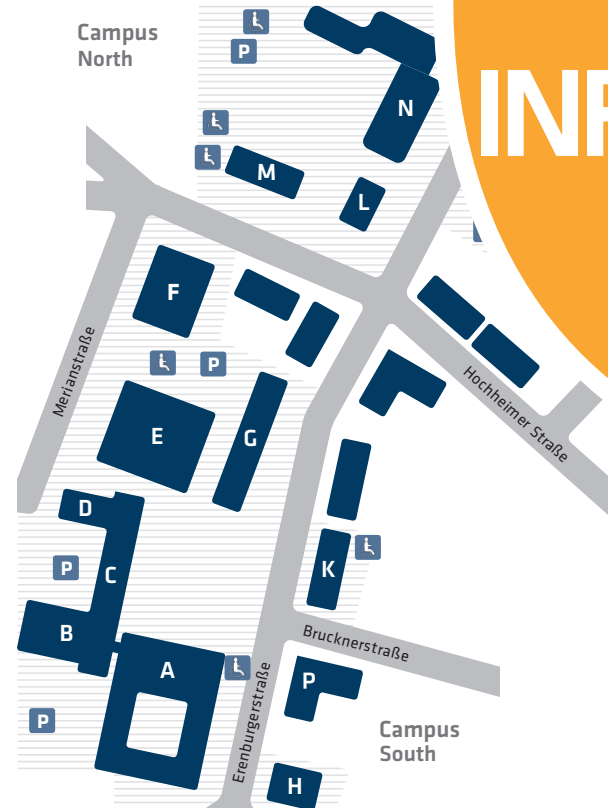 Campus
North
P
N
INF
M
L
F
Merianstraße
P
Hochheimer Straße
E
G
D
C
P
K
B
Brucknerstraße
A
P
Erenburgerstraße
P
Campus
South
H